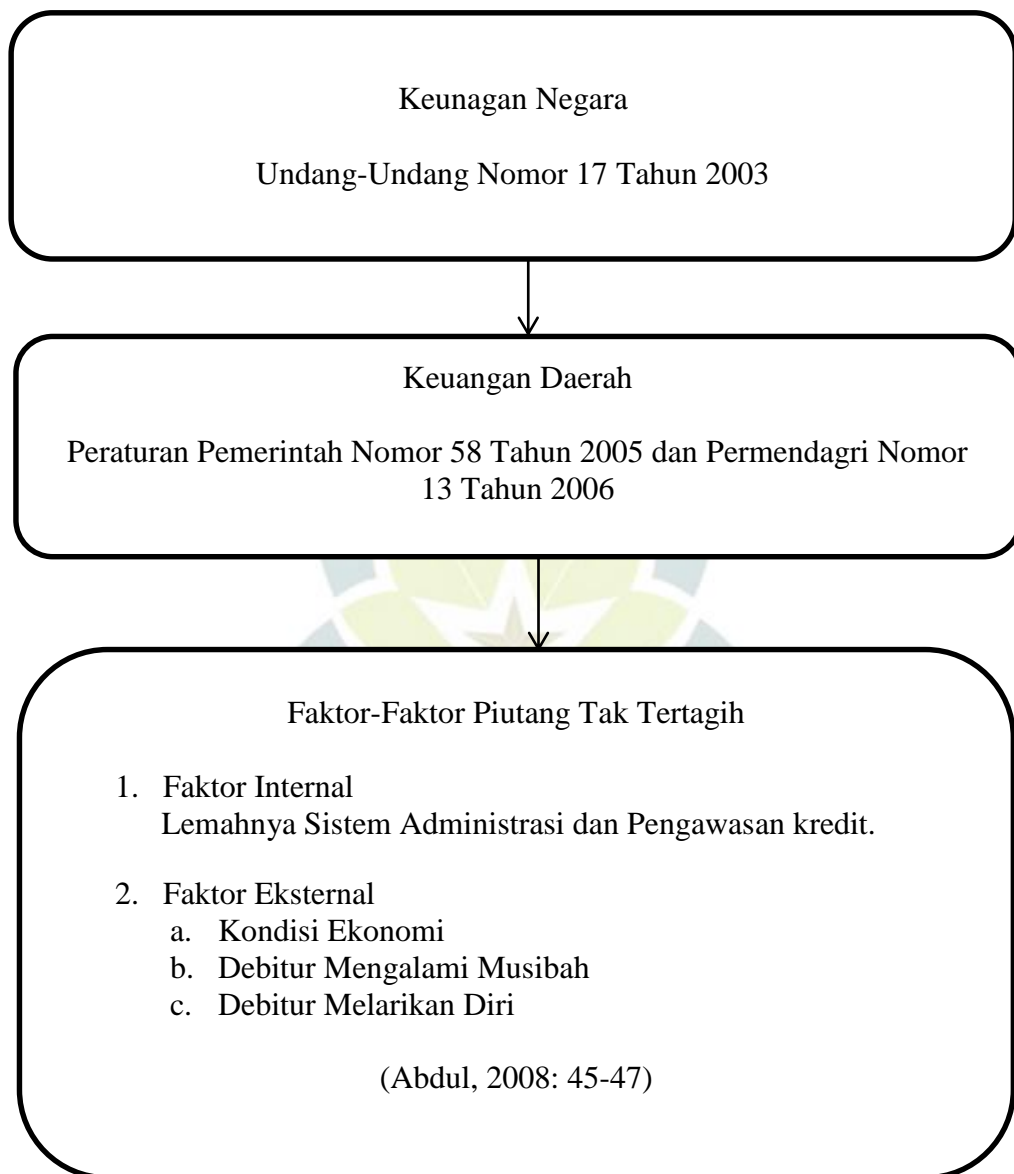 Keunagan Negara
Undang-Undang Nomor 17 Tahun 2003
Keuangan Daerah
Peraturan Pemerintah Nomor 58 Tahun 2005 dan Permendagri Nomor
13 Tahun 2006
Faktor-Faktor Piutang Tak Tertagih
1. Faktor Internal
Lemahnya Sistem Administrasi dan Pengawasan kredit.
2. Faktor Eksternal
a. Kondisi Ekonomi
b. Debitur Mengalami Musibah
c. Debitur Melarikan Diri
(Abdul, 2008: 45-47)